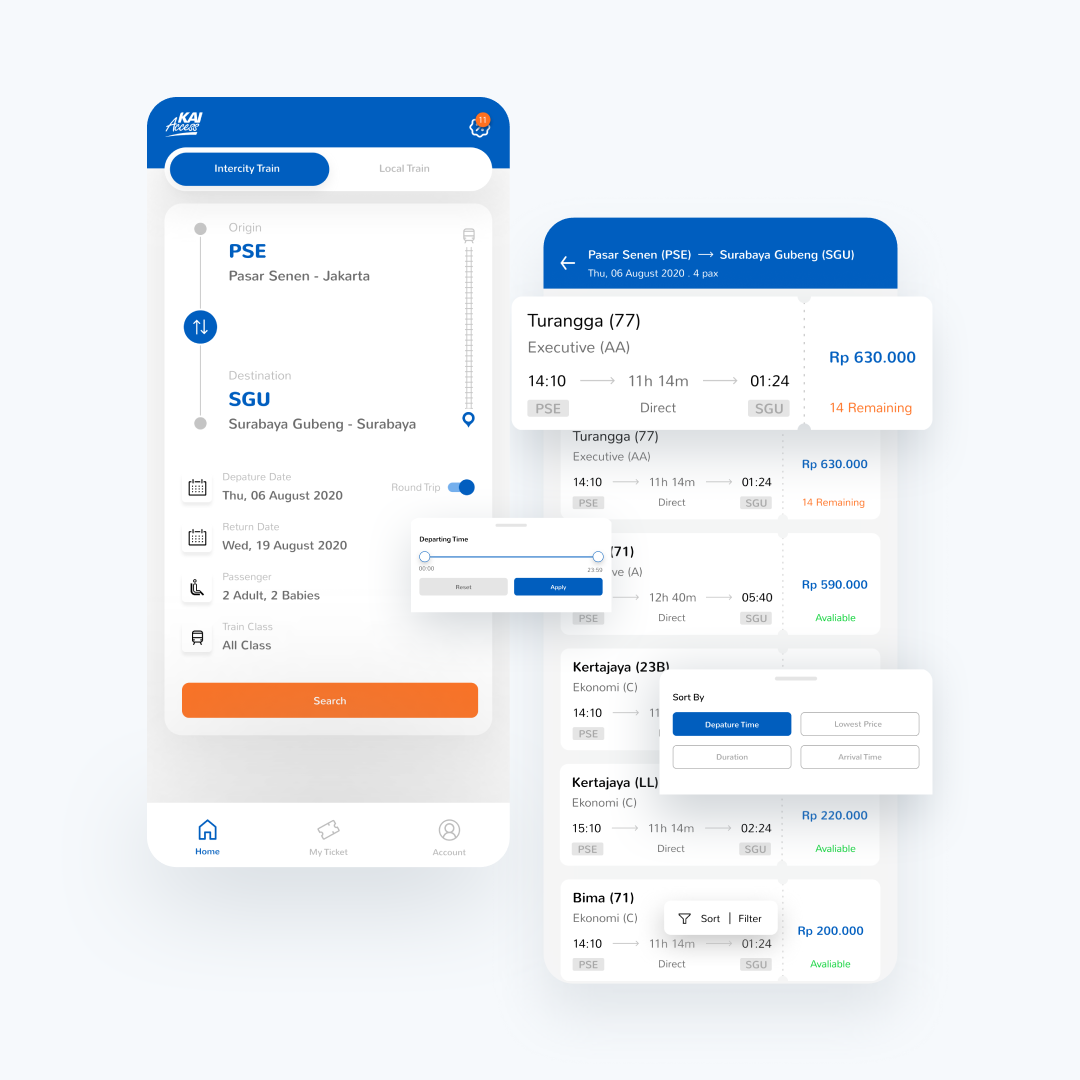 KAI
Access
11
Intercity Train
Local Train
Origin
PSE
Pasar Senen - Jakarta
Destination
SGU
Surabaya Gubeng - Surabaya
Depature Date
Thu, 06 August 2020
Round Trip
Return Date
Wed, 19 August 2020
Passenger
2 Adult, 2 Babies
Train Class
All Class
Search
Home
My Ticket
Account
Departing Time
00:00
23:59
Reset
Apply
Pasar Senen (PSE) → Surabaya Gubeng (SGU)
Thu, 06 August 2020 . 4 pax
Turangga (77)
Executive (AA)
Rp 630.000
14:10 → 11h 14m → 01:24
PSE Direct SGU
14 Remaining
Turangga (77)
Executive (AA)
Rp 630.000
14:10 → 11h 14m → 01:24
PSE Direct SGU
14 Remaining
(71)
ve (A)
Rp 590.000
12h 40m → 05:40
PSE Direct SGU
Avaliable
Kertajaya (23B)
Ekonomi (C)
14:10 → 11
PSE
Sort By
Depature Time
Lowest Price
Duration
Arrival Time
Kertajaya (LL)
Ekonomi (C)
Rp 220.000
15:10 → 11h 14m → 02:24
PSE Direct SGU
Avaliable
Bima (71)
Ekonomi (C)
Sort | Filter
Rp 200.000
14:10 → 11h 14m → 01:24
PSE Direct SGU
Avaliable